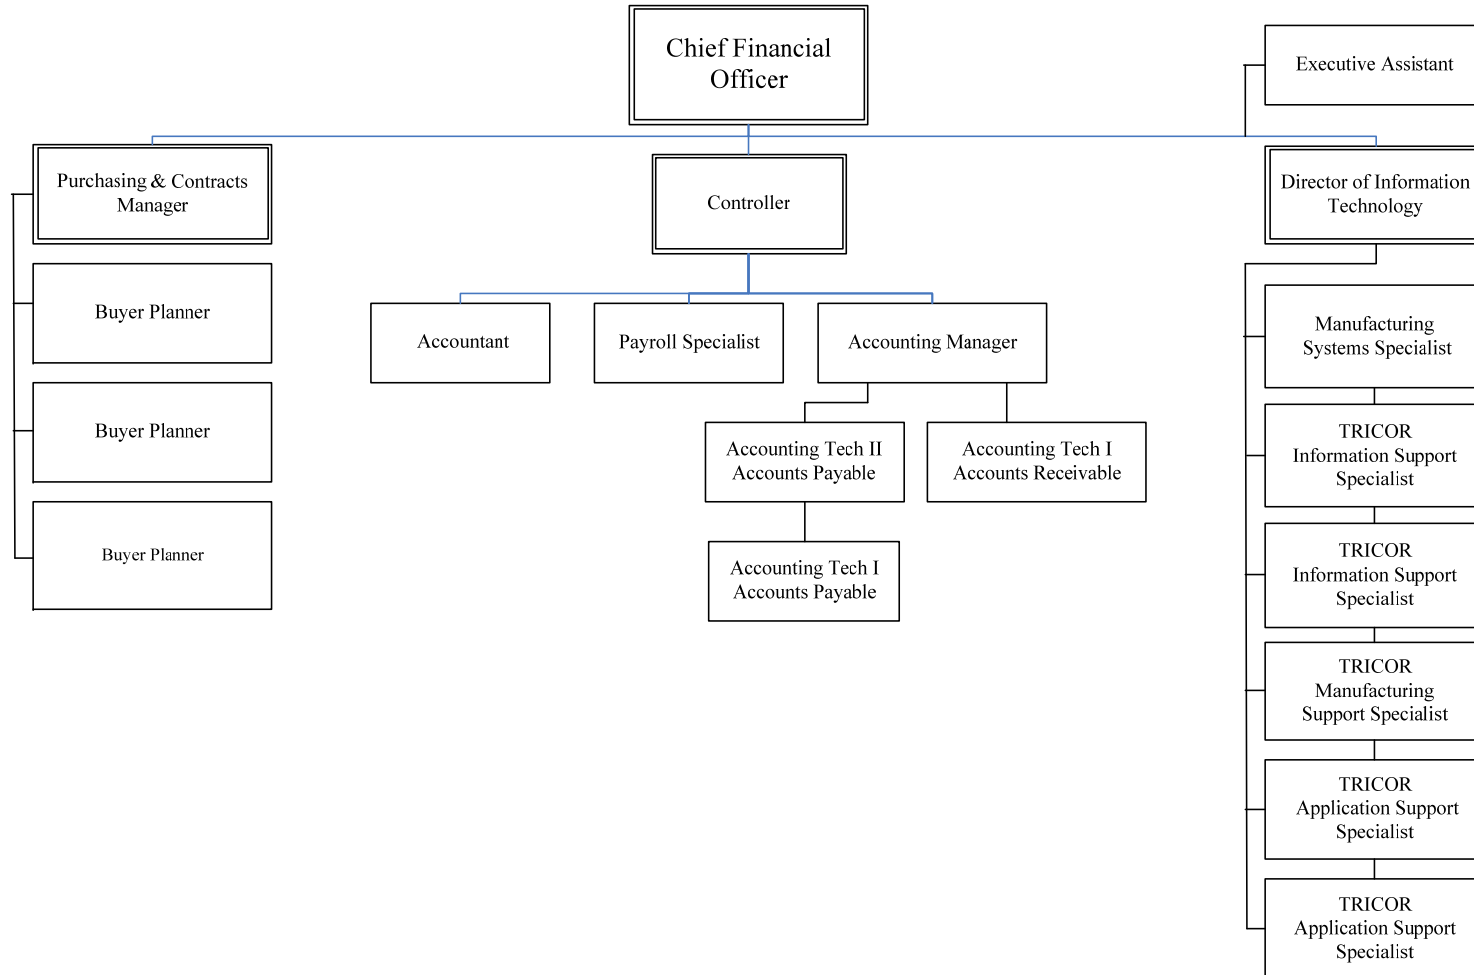 Chief Financial
Officer
Executive Assistant
Purchasing & Contracts
Manager
Controller
Director of Information
Technology
Buyer Planner
Buyer Planner
Buyer Planner
Accountant
Payroll Specialist
Accounting Manager
Accounting Tech II
Accounts Payable
Accounting Tech I
Accounts Receivable
Accounting Tech I
Accounts Payable
Manufacturing
Systems Specialist
TRICOR
Information Support
Specialist
TRICOR
Information Support
Specialist
TRICOR
Manufacturing
Support Specialist
TRICOR
Application Support
Specialist
TRICOR
Application Support
Specialist